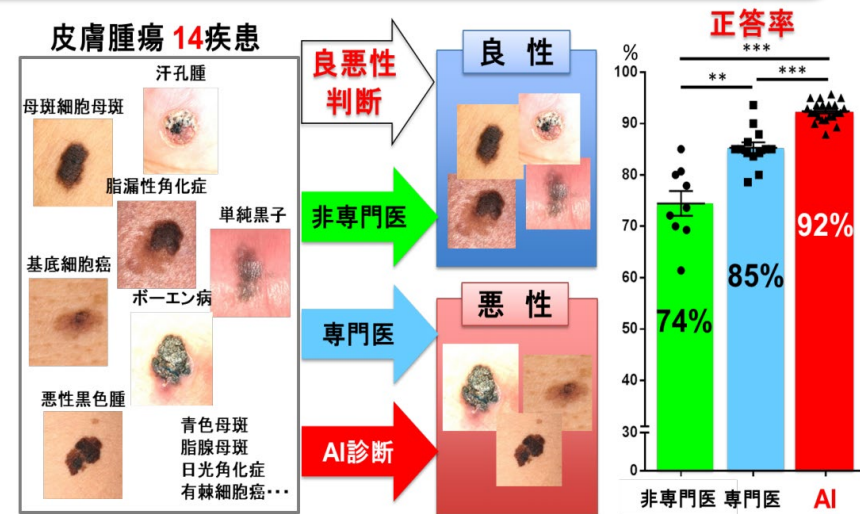 皮膚腫瘍 14疾患
汗孔腫
母斑細胞母斑
脂漏性角化症
単純黒子
基底細胞癌
ボーエン病
悪性黒色腫
青色母斑
脂腺母斑
日光角化症
有棘細胞癌・・・
良悪性
判断
非専門医
専門医
AI診断
良 性
悪 性
正答率
%
***
** ***
100
90
80
70
60
50
40
30
0
74%
85%
92%
非専門医 専門医 AI